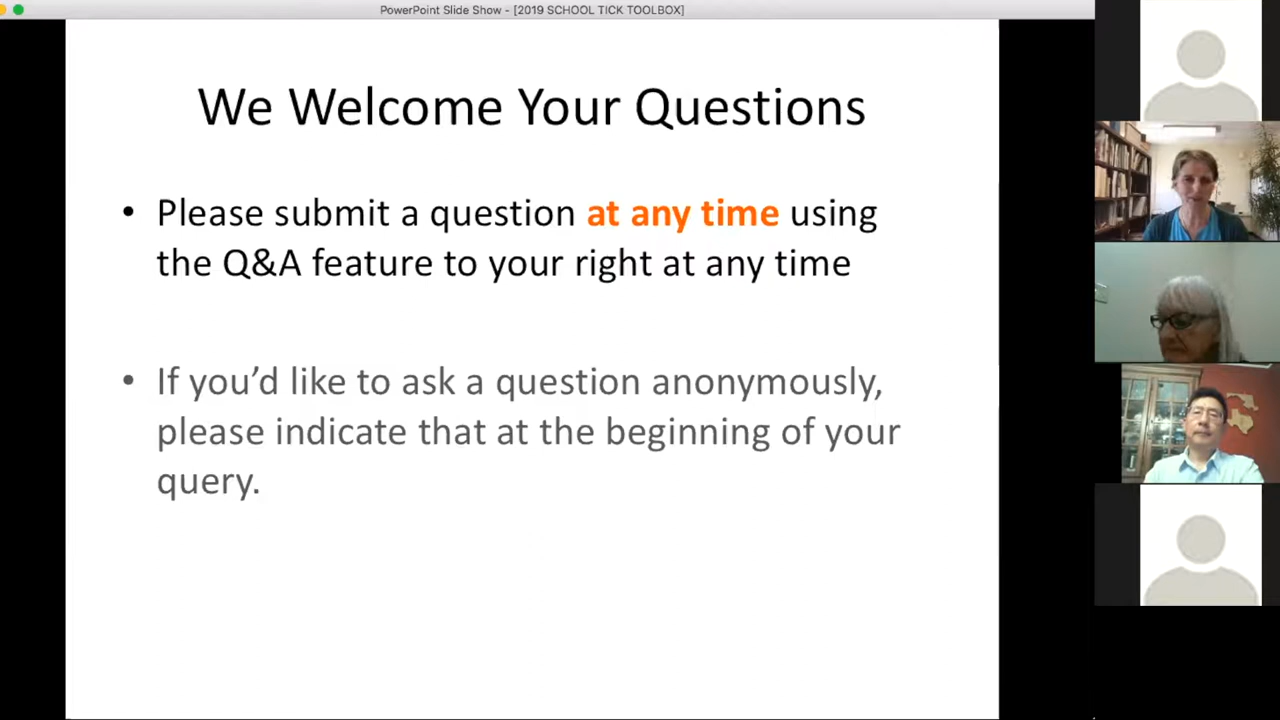 PowerPoint Slide Show - [2019 SCHOOL TICK TOOLBOX]
We Welcome Your Questions
• Please submit a question at any time using
the Q&A feature to your right at any time
• If you’d like to ask a question anonymously,
please indicate that at the beginning of your
query.